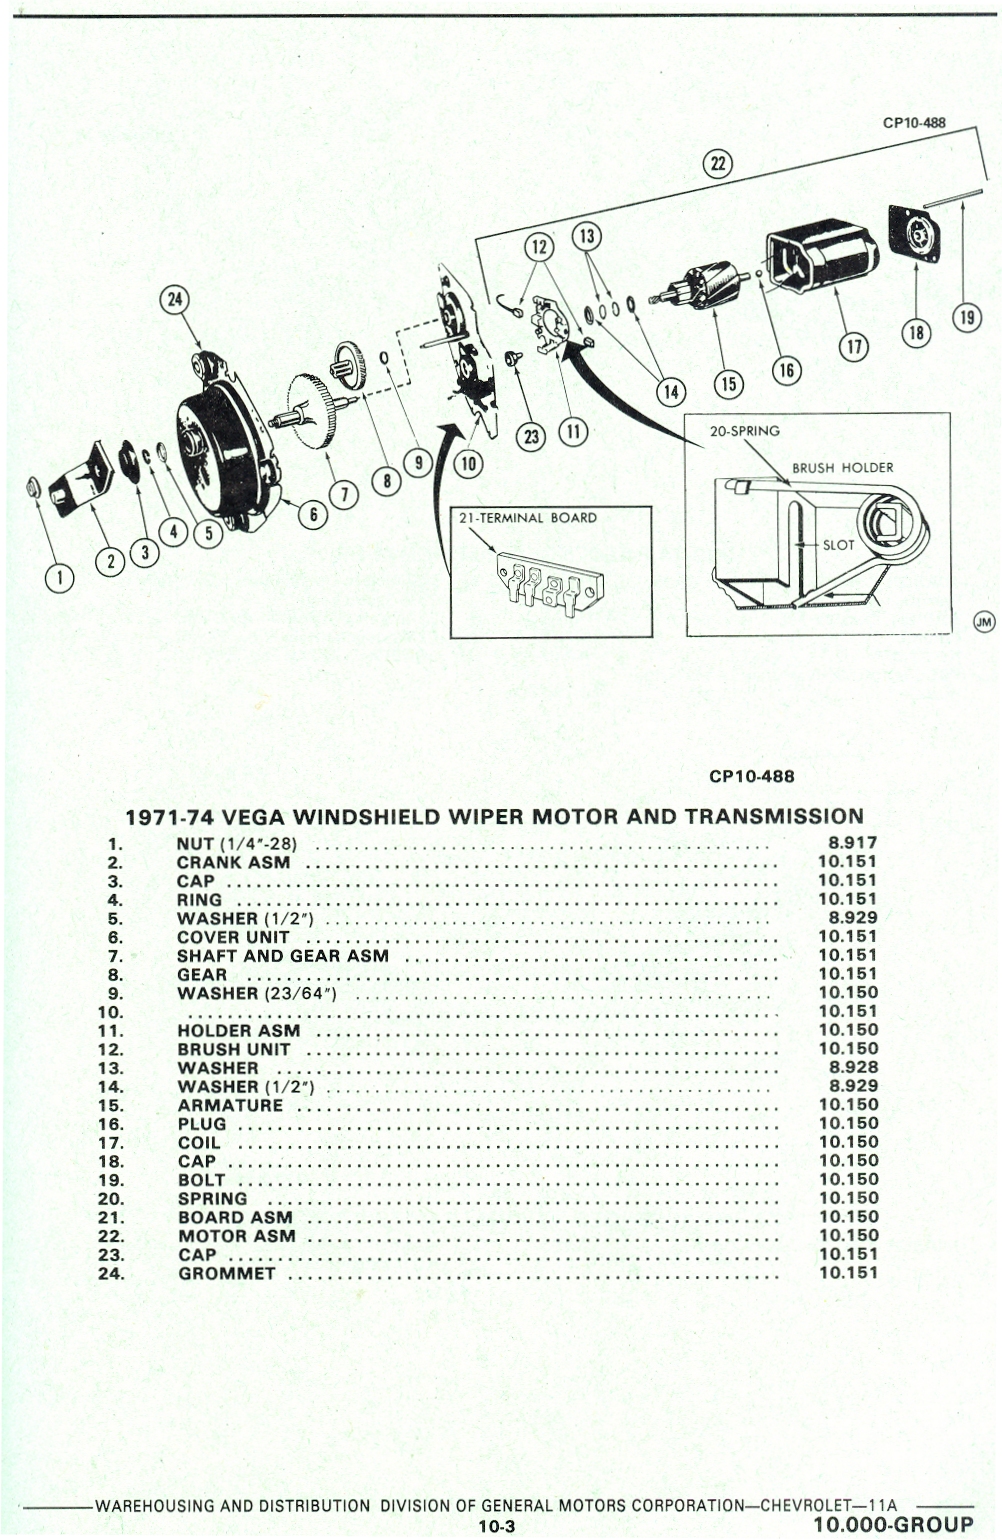 CP10-488
22
12
13
24
19
18
17
16
15
14
11
23
10
9
8
7
6
5
4
3
2
1
20-SPRING
BRUSH HOLDER
SLOT
21-TERMINAL BOARD
JM
CP10-488
1971-74 VEGA WINDSHIELD WIPER MOTOR AND TRANSMISSION
1. NUT (1/4"-28) 8.917
2. CRANK ASM 10.151
3. CAP 10.151
4. RING 10.151
5. WASHER (1/2") 8.929
6. COVER UNIT 10.151
7. SHAFT AND GEAR ASM 10.151
8. GEAR 10.151
9. WASHER (23/64") 10.150
10. 10.151
11. HOLDER ASM 10.150
12. BRUSH UNIT 10.150
13. WASHER 8.928
14. WASHER (1/2") 8.929
15. ARMATURE 10.150
16. PLUG 10.150
17. COIL 10.150
18. CAP 10.150
19. BOLT 10.150
20. SPRING 10.150
21. BOARD ASM 10.150
22. MOTOR ASM 10.150
23. CAP 10.151
24. GROMMET 10.151
WAREHOUSING AND DISTRIBUTION DIVISION OF GENERAL MOTORS CORPORATION—CHEVROLET—11A
10-3
10.000-GROUP